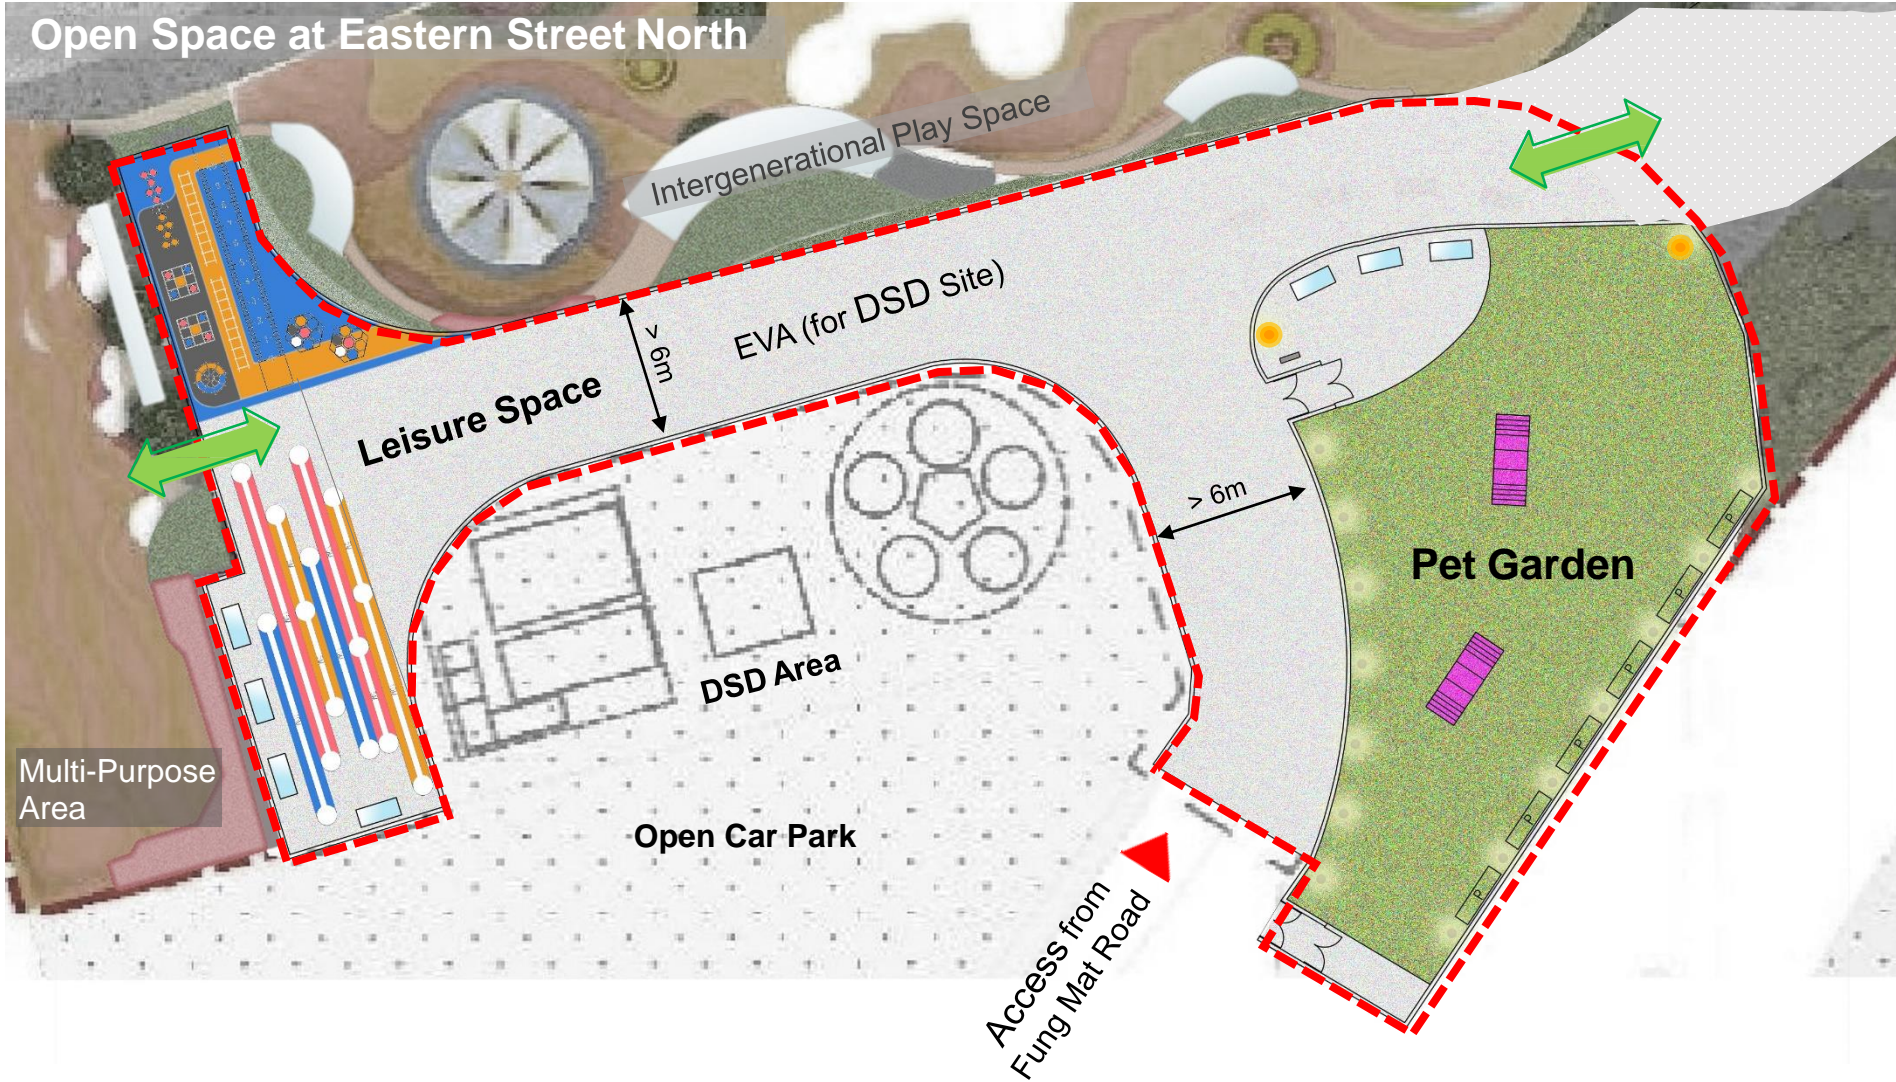 Open Space at Eastern Street North
Intergenerational Play Space
EVA (for DSD Site)
> 6m
Leisure Space
> 6m
Pet Garden
P
P
P
P
P
P
DSD Area
Multi-Purpose
Area
Open Car Park
Access from
Fung Mat Road